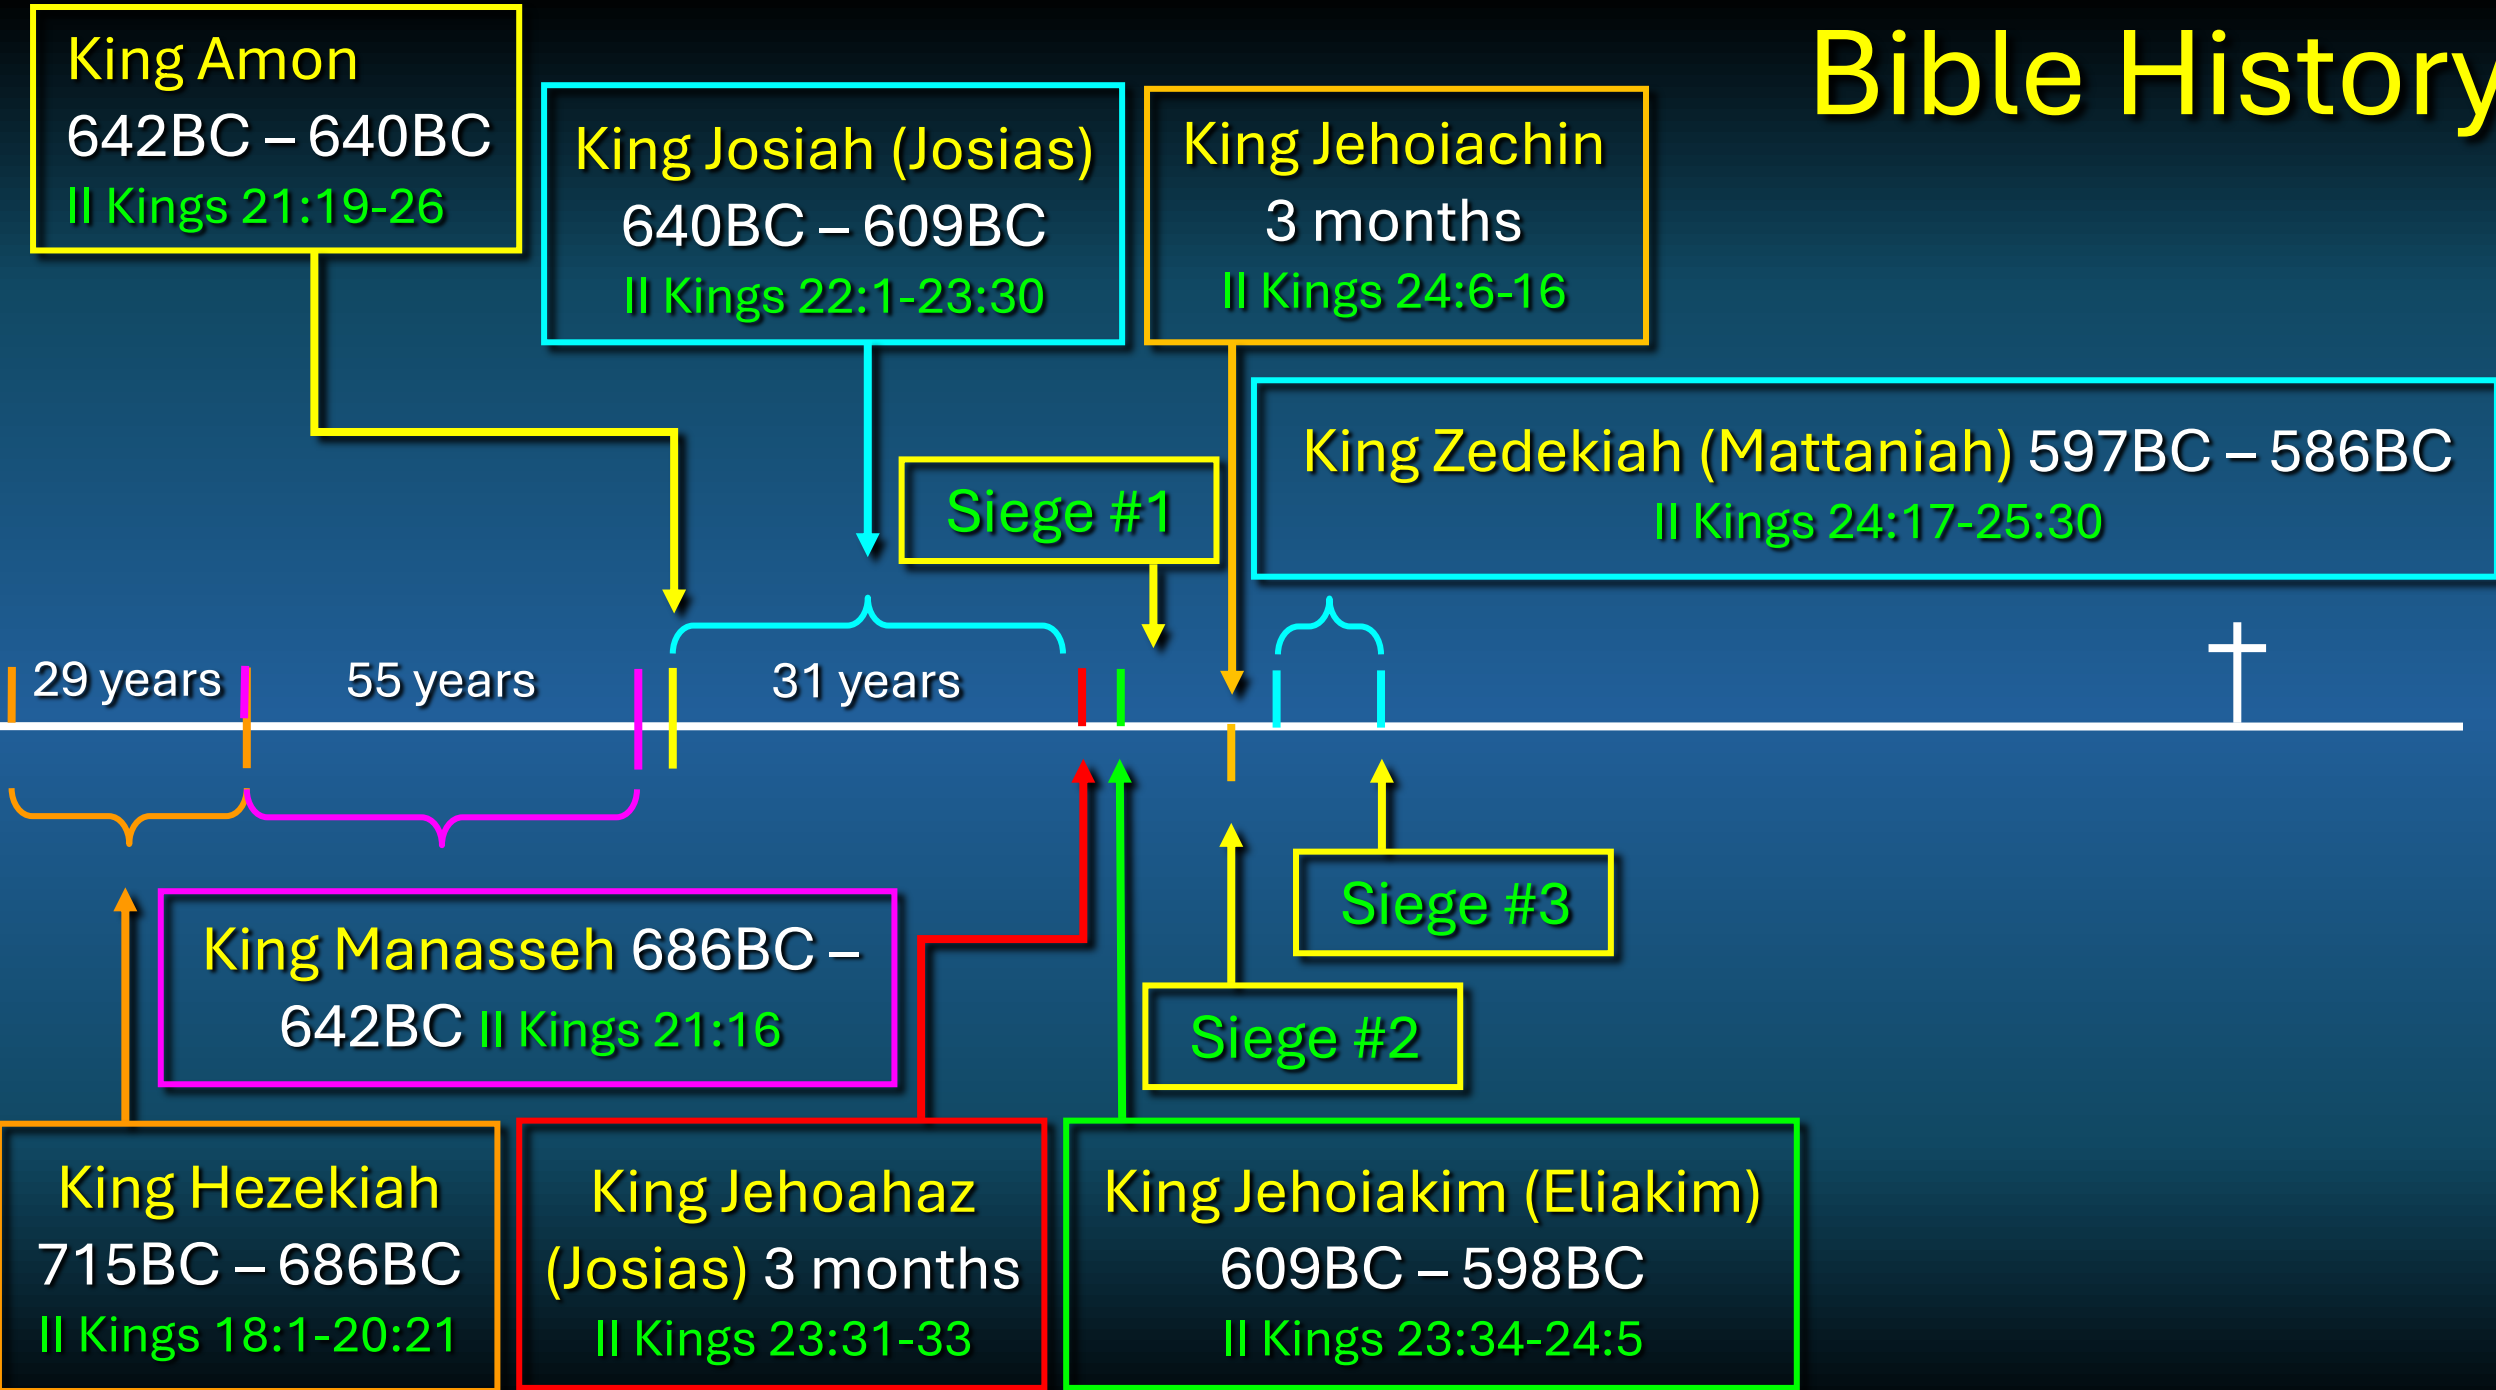 Bible History
King Amon
642BC – 640BC
II Kings 21:19-26
King Josiah (Josias)
640BC – 609BC
II Kings 22:1-23:30
King Jehoiachin
3 months
II Kings 24:6-16
King Zedekiah (Mattaniah) 597BC – 586BC
II Kings 24:17-25:30
Siege #1
29 years
55 years
31 years
Siege #3
King Manasseh 686BC –
642BC II Kings 21:16
Siege #2
King Hezekiah
715BC – 686BC
II Kings 18:1-20:21
King Jehoahaz
(Josias) 3 months
II Kings 23:31-33
King Jehoiakim (Eliakim)
609BC – 598BC
II Kings 23:34-24:5